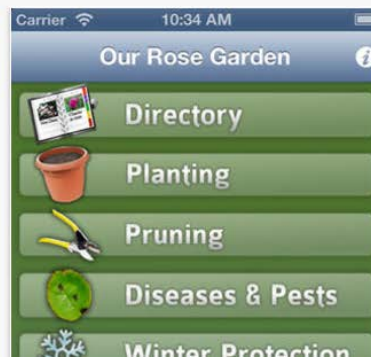 Carrier 10:34 AM
Our Rose Garden
Directory
Planting
Pruning
Diseases & Pests
Winter Protection